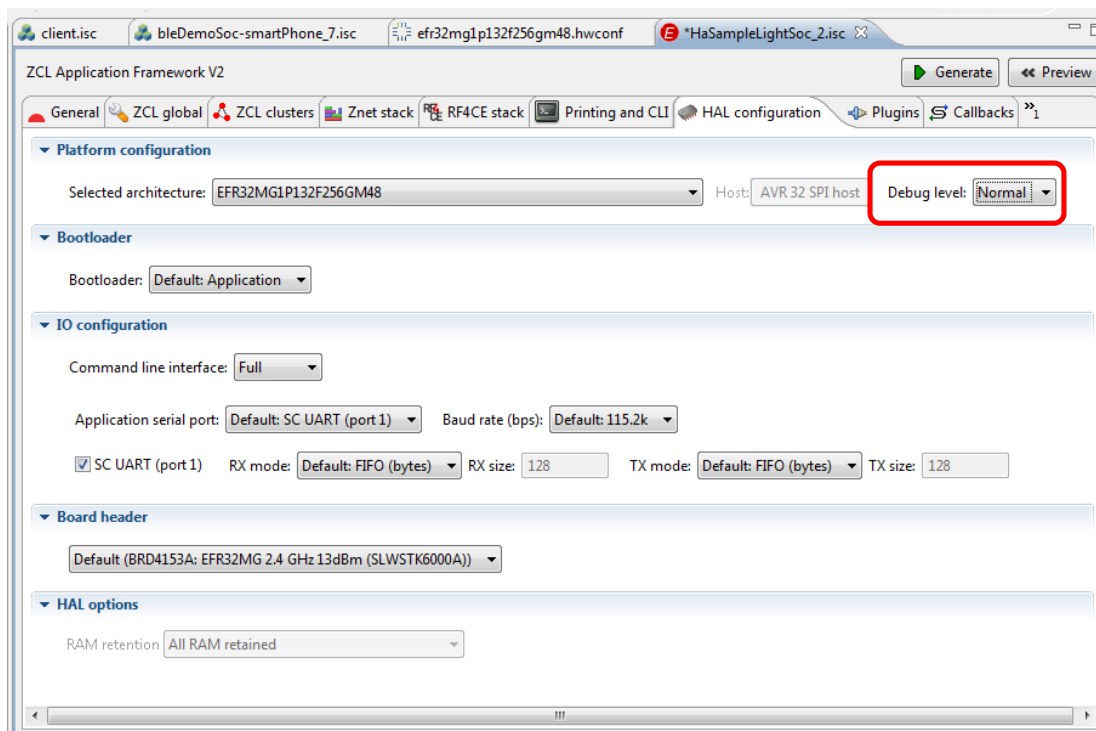 client.isc bleDemoSoc-smartPhone_7.isc efr32mg1p132f256gm48.hwconf *HaSampleLightSoc_2.isc
ZCL Application Framework V2 Generate Preview
General ZCL global ZCL clusters Znet stack RF4CE stack Printing and CLI HAL configuration Plugins Callbacks »1
Platform configuration
Selected architecture: EFR32MG1P132F256GM48 Host: AVR 32 SPI host Debug level: Normal
Bootloader
Bootloader: Default: Application
IO configuration
Command line interface: Full
Application serial port: Default: SC UART (port 1) Baud rate (bps): Default: 115.2k
SC UART (port 1) RX mode: Default: FIFO (bytes) RX size: 128 TX mode: Default: FIFO (bytes) TX size: 128
Board header
Default (BRD4153A: EFR32MG 2.4 GHz 13dBm (SLWSTK6000A))
HAL options
RAM retention All RAM retained